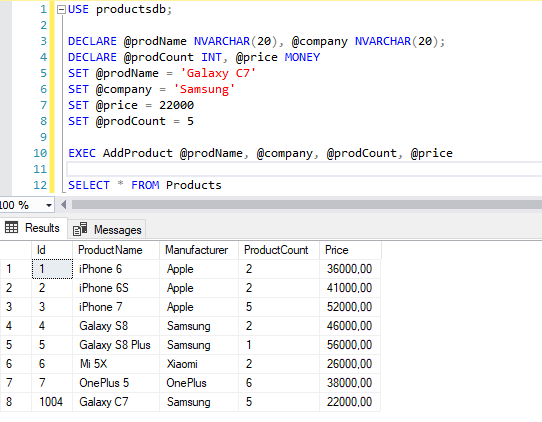 1 USE productsdb;
2
3 DECLARE @prodName NVARCHAR(20), @company NVARCHAR(20);
4 DECLARE @prodCount INT, @price MONEY
5 SET @prodName = 'Galaxy C7'
6 SET @company = 'Samsung'
7 SET @price = 22000
8 SET @prodCount = 5
9
10 EXEC AddProduct @prodName, @company, @prodCount, @price
11
12 SELECT * FROM Products
100 %
Results Messages
Id ProductName Manufacturer ProductCount Price
1 1 iPhone 6 Apple 2 36000,00
2 2 iPhone 6S Apple 2 41000,00
3 3 iPhone 7 Apple 5 52000,00
4 4 Galaxy S8 Samsung 2 46000,00
5 5 Galaxy S8 Plus Samsung 1 56000,00
6 6 Mi 5X Xiaomi 2 26000,00
7 7 OnePlus 5 OnePlus 6 38000,00
8 1004 Galaxy C7 Samsung 5 22000,00